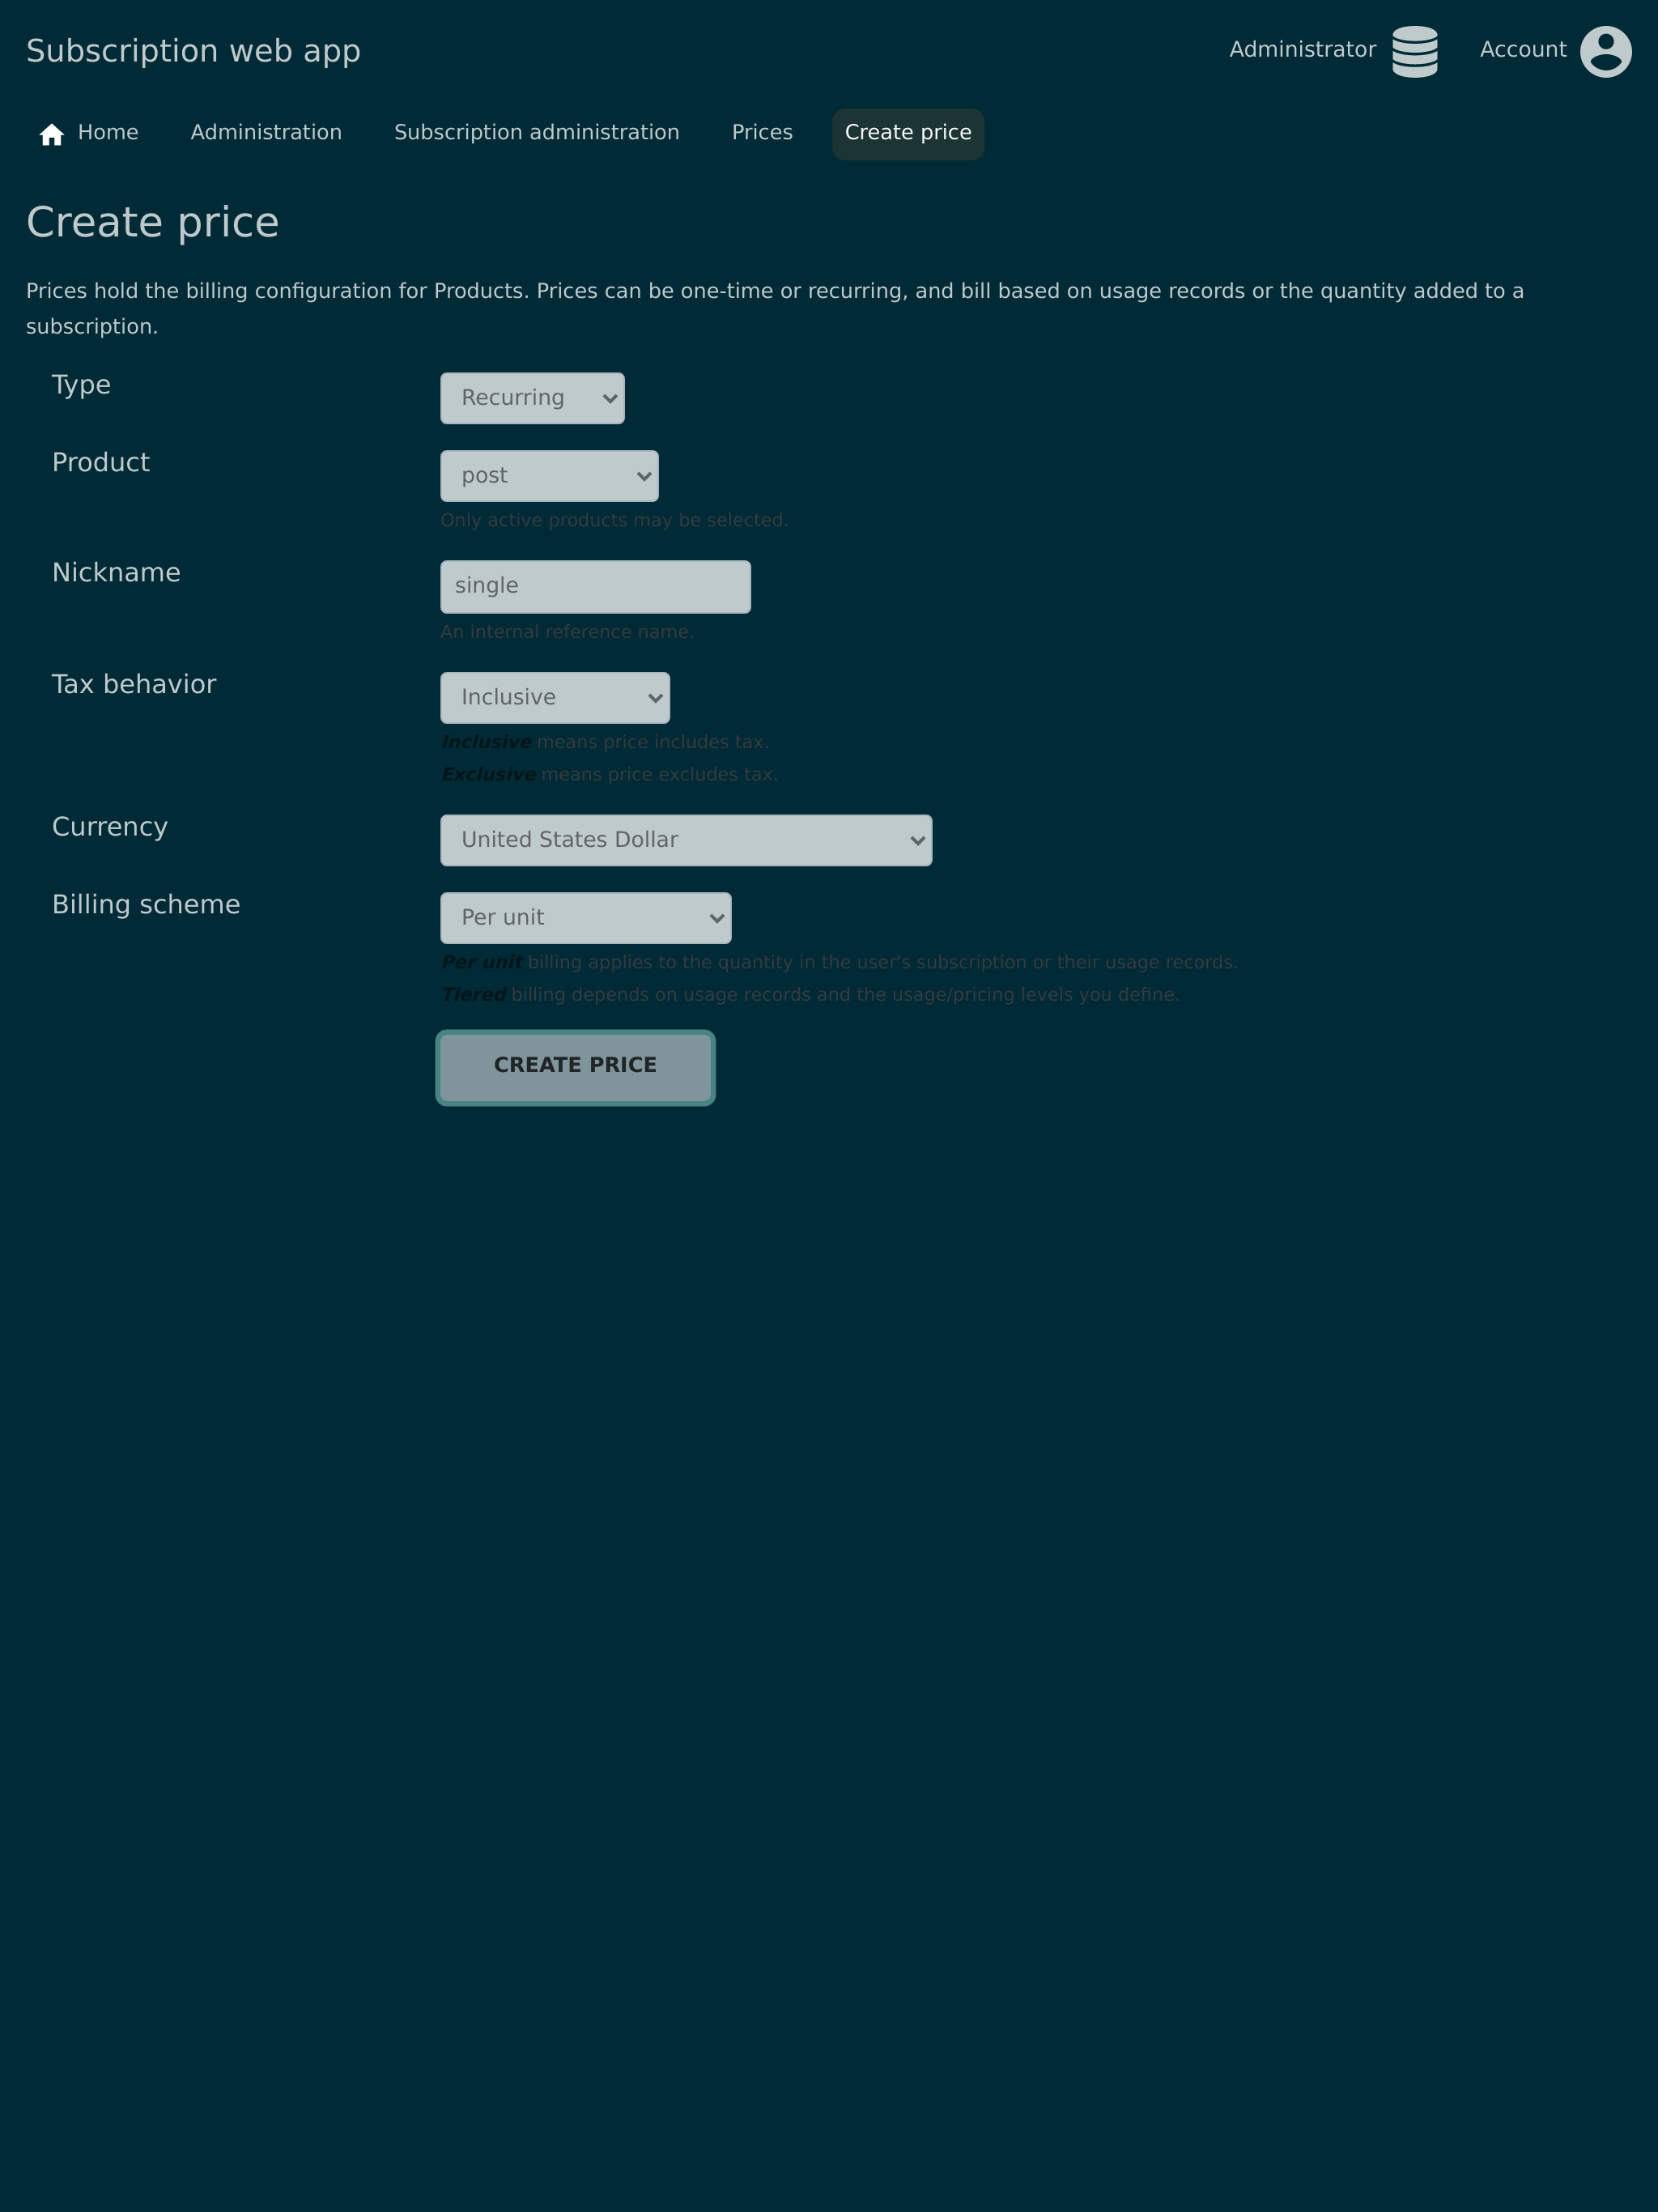 Subscription web app
Administrator
Account
Home
Administration
Subscription administration
Prices
Create price
Create price
Prices hold the billing configuration for Products. Prices can be one-time or recurring, and bill based on usage records or the quantity added to a
subscription.
Type
Recurring
Product
post
Only active products may be selected.
Nickname
single
An internal reference name.
Tax behavior
Inclusive
Inclusive means price includes tax.
Exclusive means price excludes tax.
Currency
United States Dollar
Billing scheme
Per unit
Per unit billing applies to the quantity in the user's subscription or their usage records.
Tiered billing depends on usage records and the usage/pricing levels you define.
CREATE PRICE